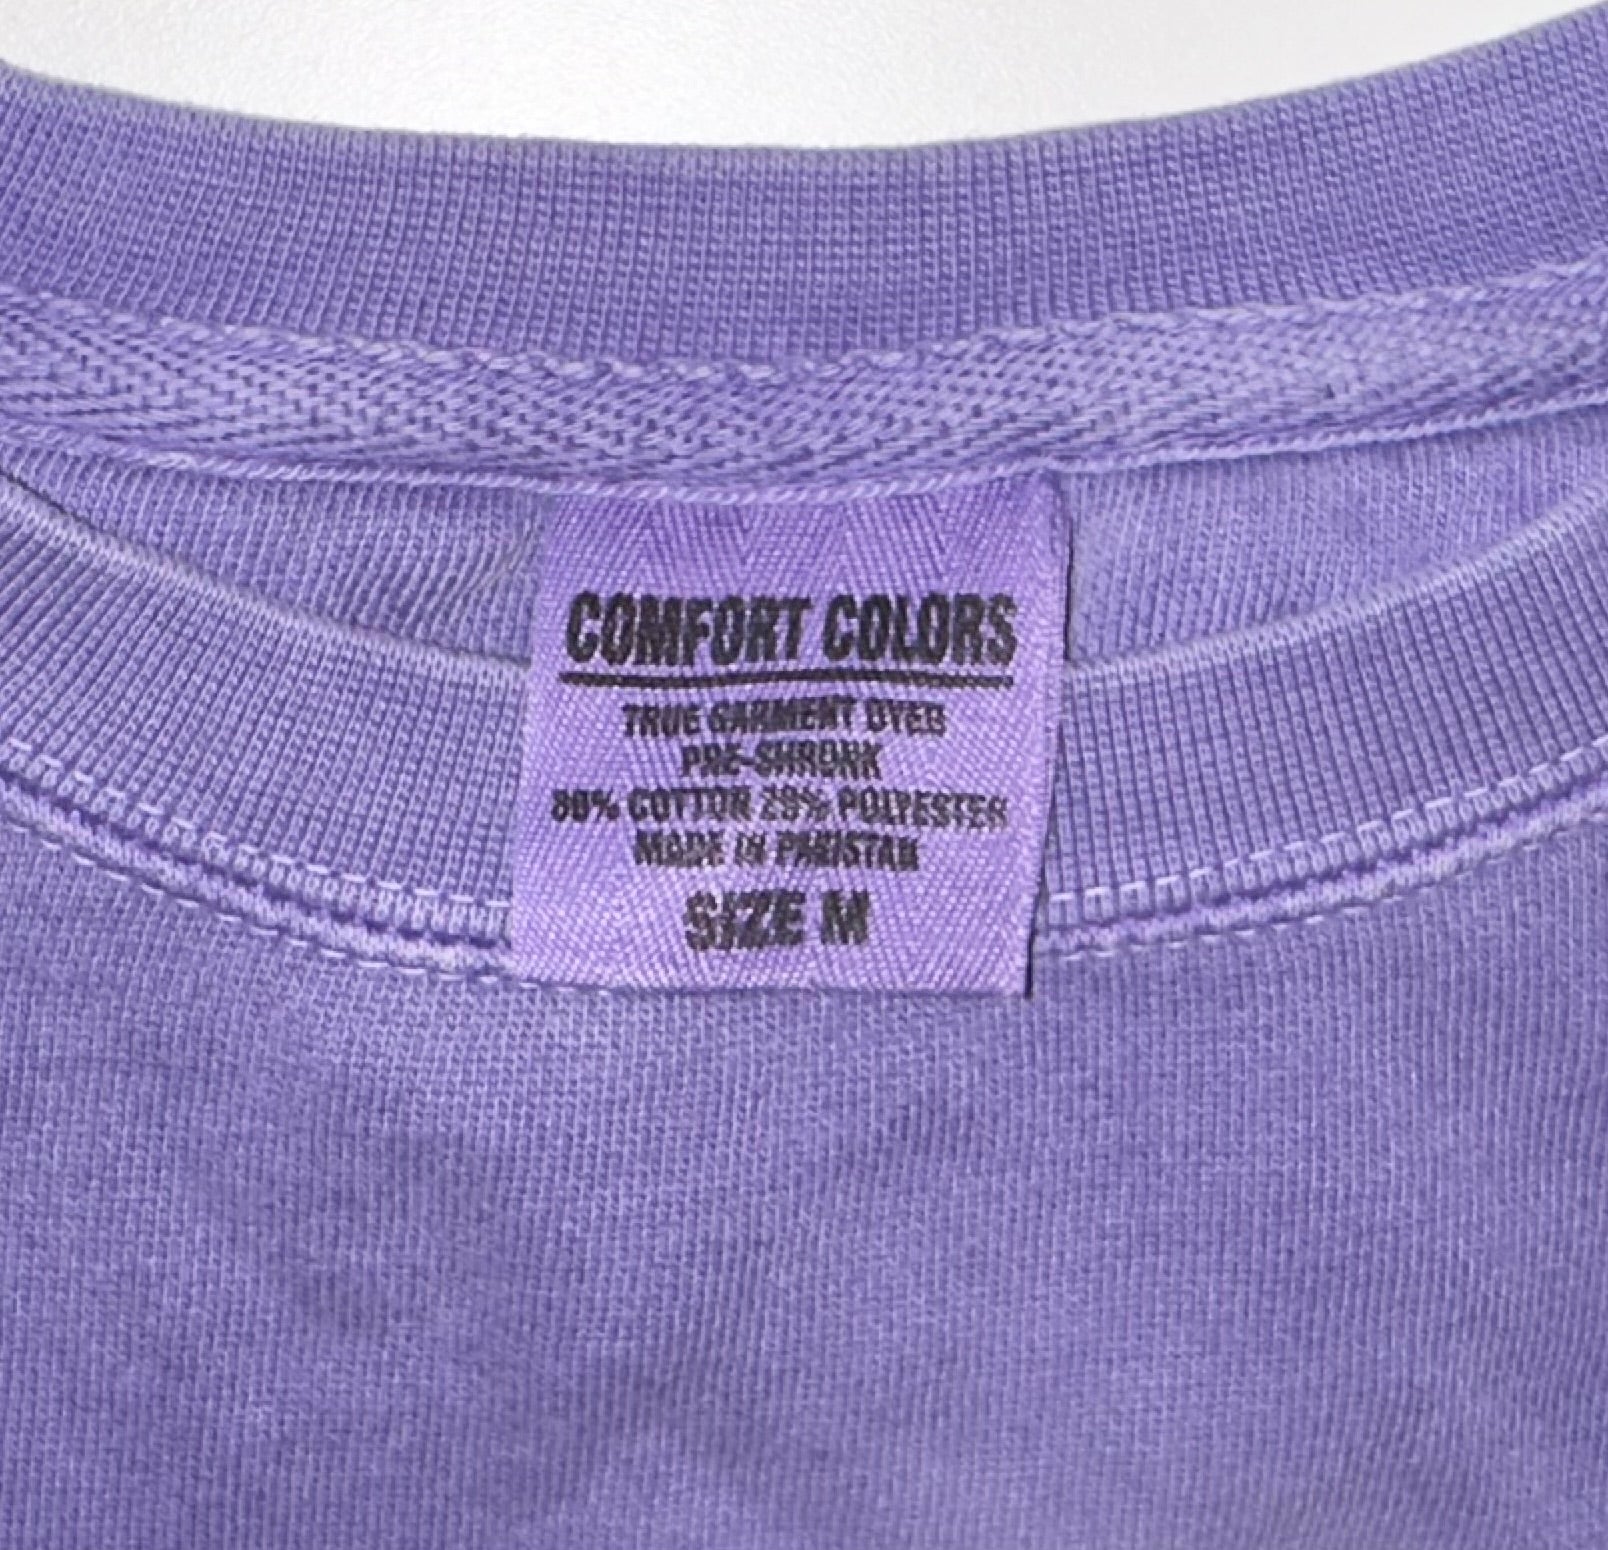 COMFORT COLORS
TRUE GARMENT DYED
PRE-SHRUNK
80% COTTON 20% POLYESTER
MADE IN PAKISTAN
SIZE M